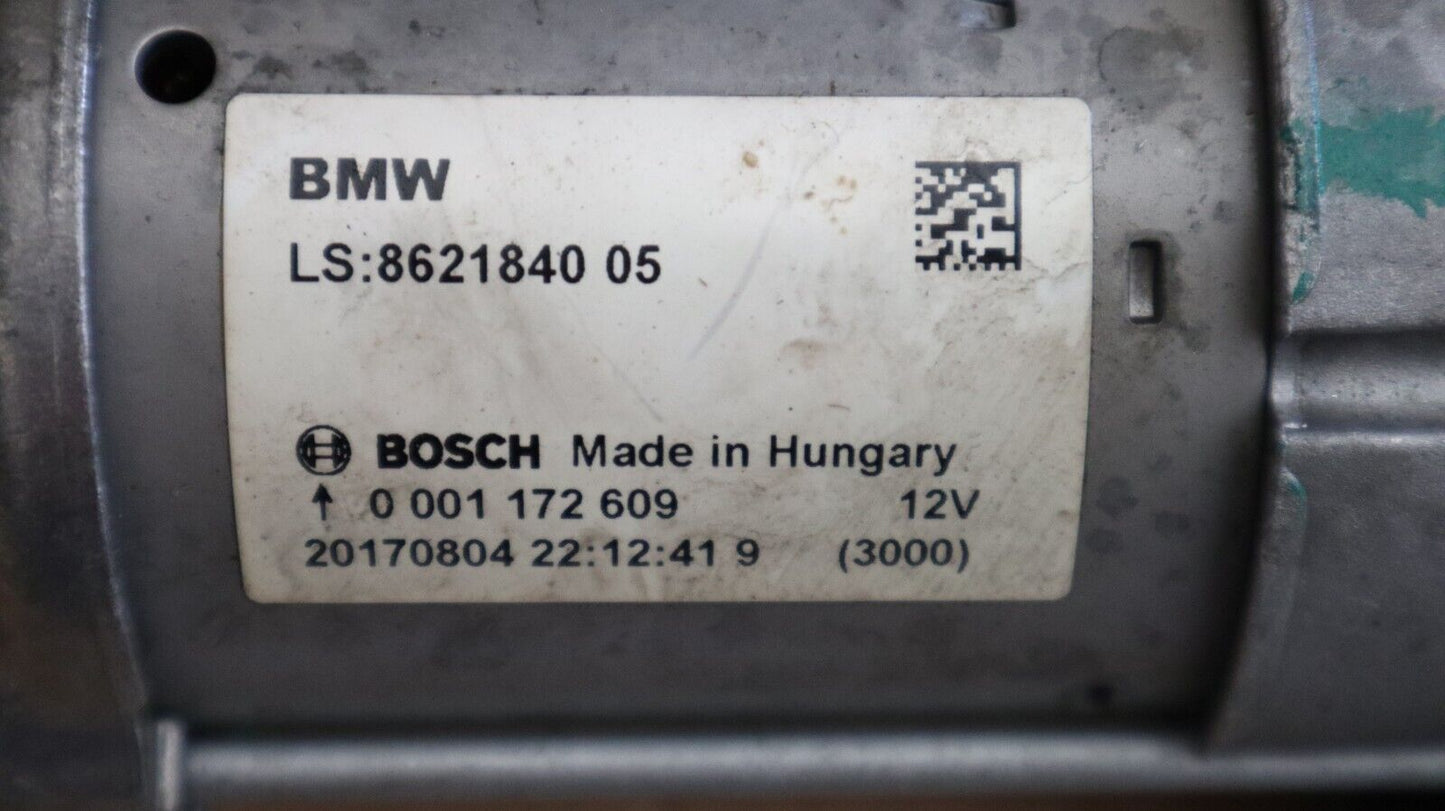 BMW
LS:8621840 05
BOSCH Made in Hungary
↑ 0 001 172 609 12V
20170804 22:12:41 9 (3000)